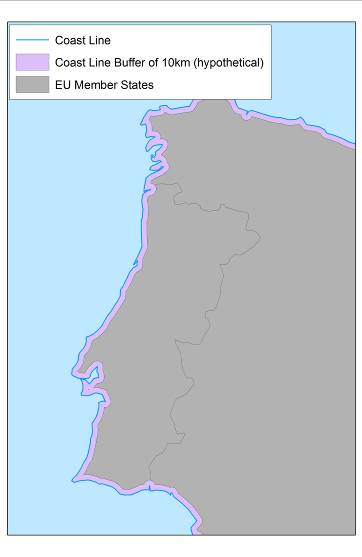 Coast Line
Coast Line Buffer of 10km (hypothetical)
EU Member States